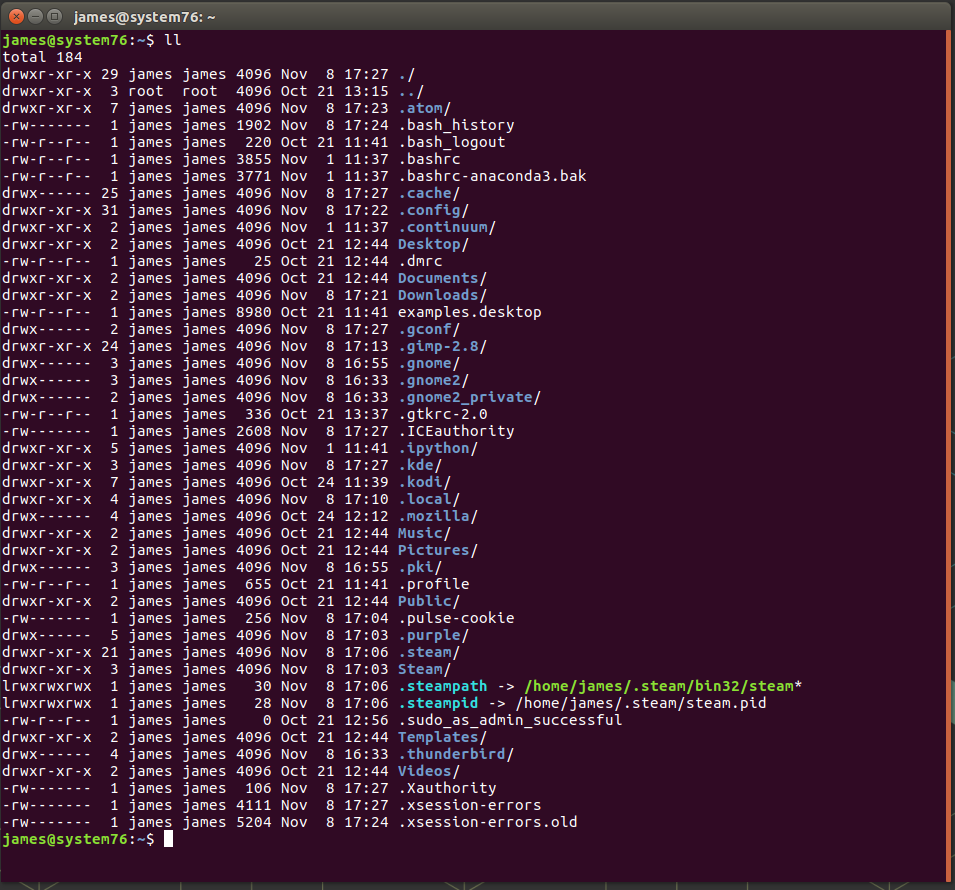 james@system76: ~
james@system76:~$ ll
total 184
drwxr-xr-x 29 james james 4096 Nov  8 17:27 ./
drwxr-xr-x  3 root  root  4096 Oct 21 13:15 ../
drwxr-xr-x  7 james james 4096 Nov  8 17:23 .atom/
-rw-------  1 james james 1902 Nov  8 17:24 .bash_history
-rw-r--r--  1 james james  220 Oct 21 11:41 .bash_logout
-rw-r--r--  1 james james 3855 Nov  1 11:37 .bashrc
-rw-r--r--  1 james james 3771 Nov  1 11:37 .bashrc-anaconda3.bak
drwx------ 25 james james 4096 Nov  8 17:27 .cache/
drwxr-xr-x 31 james james 4096 Nov  8 17:22 .config/
drwxr-xr-x  2 james james 4096 Nov  1 11:37 .continuum/
drwxr-xr-x  2 james james 4096 Oct 21 12:44 Desktop/
-rw-r--r--  1 james james   25 Oct 21 12:44 .dmrc
drwxr-xr-x  2 james james 4096 Oct 21 12:44 Documents/
drwxr-xr-x  2 james james 4096 Nov  8 17:21 Downloads/
-rw-r--r--  1 james james 8980 Oct 21 11:41 examples.desktop
drwx------  2 james james 4096 Nov  8 17:27 .gconf/
drwxr-xr-x 24 james james 4096 Nov  8 17:13 .gimp-2.8/
drwx------  3 james james 4096 Nov  8 16:55 .gnome/
drwx------  3 james james 4096 Nov  8 16:33 .gnome2/
drwx------  2 james james 4096 Nov  8 16:33 .gnome2_private/
-rw-r--r--  1 james james  336 Oct 21 13:37 .gtkrc-2.0
-rw-------  1 james james 2608 Nov  8 17:27 .ICEauthority
drwxr-xr-x  5 james james 4096 Nov  1 11:41 .ipython/
drwxr-xr-x  3 james james 4096 Nov  8 17:27 .kde/
drwxr-xr-x  7 james james 4096 Oct 24 11:39 .kodi/
drwxr-xr-x  4 james james 4096 Nov  8 17:10 .local/
drwx------  4 james james 4096 Oct 24 12:12 .mozilla/
drwxr-xr-x  2 james james 4096 Oct 21 12:44 Music/
drwxr-xr-x  2 james james 4096 Oct 21 12:44 Pictures/
drwx------  3 james james 4096 Nov  8 16:55 .pki/
-rw-r--r--  1 james james  655 Oct 21 11:41 .profile
drwxr-xr-x  2 james james 4096 Oct 21 12:44 Public/
-rw-------  1 james james  256 Nov  8 17:04 .pulse-cookie
drwx------  5 james james 4096 Nov  8 17:03 .purple/
drwxr-xr-x 21 james james 4096 Nov  8 17:06 .steam/
drwxr-xr-x  3 james james 4096 Nov  8 17:03 Steam/
lrwxrwxrwx  1 james james   30 Nov  8 17:06 .steampath -> /home/james/.steam/bin32/steam*
lrwxrwxrwx  1 james james   28 Nov  8 17:06 .steampid -> /home/james/.steam/steam.pid
-rw-r--r--  1 james james    0 Oct 21 12:56 .sudo_as_admin_successful
drwxr-xr-x  2 james james 4096 Oct 21 12:44 Templates/
drwx------  4 james james 4096 Nov  8 16:33 .thunderbird/
drwxr-xr-x  2 james james 4096 Oct 21 12:44 Videos/
-rw-------  1 james james  106 Nov  8 17:27 .Xauthority
-rw-------  1 james james 4111 Nov  8 17:27 .xsession-errors
-rw-------  1 james james 5204 Nov  8 17:24 .xsession-errors.old
james@system76:~$